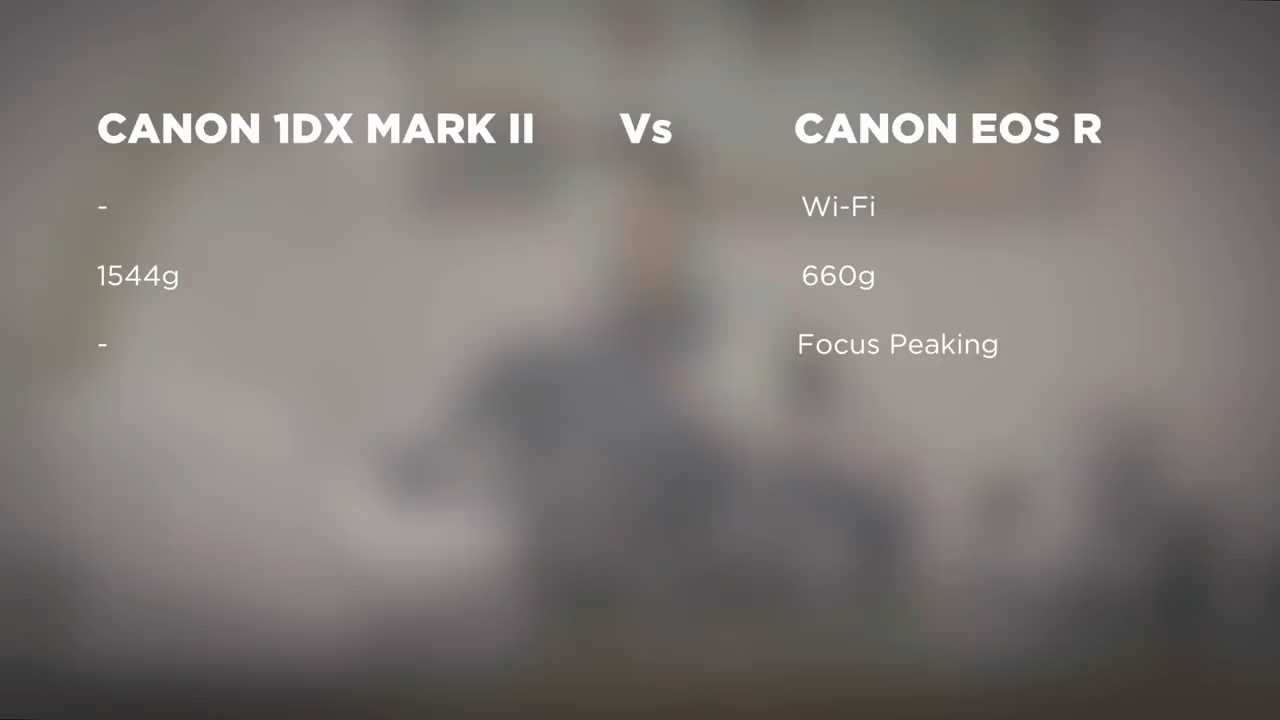 CANON 1DX MARK II Vs CANON EOS R
- Wi-Fi
1544g 660g
- Focus Peaking